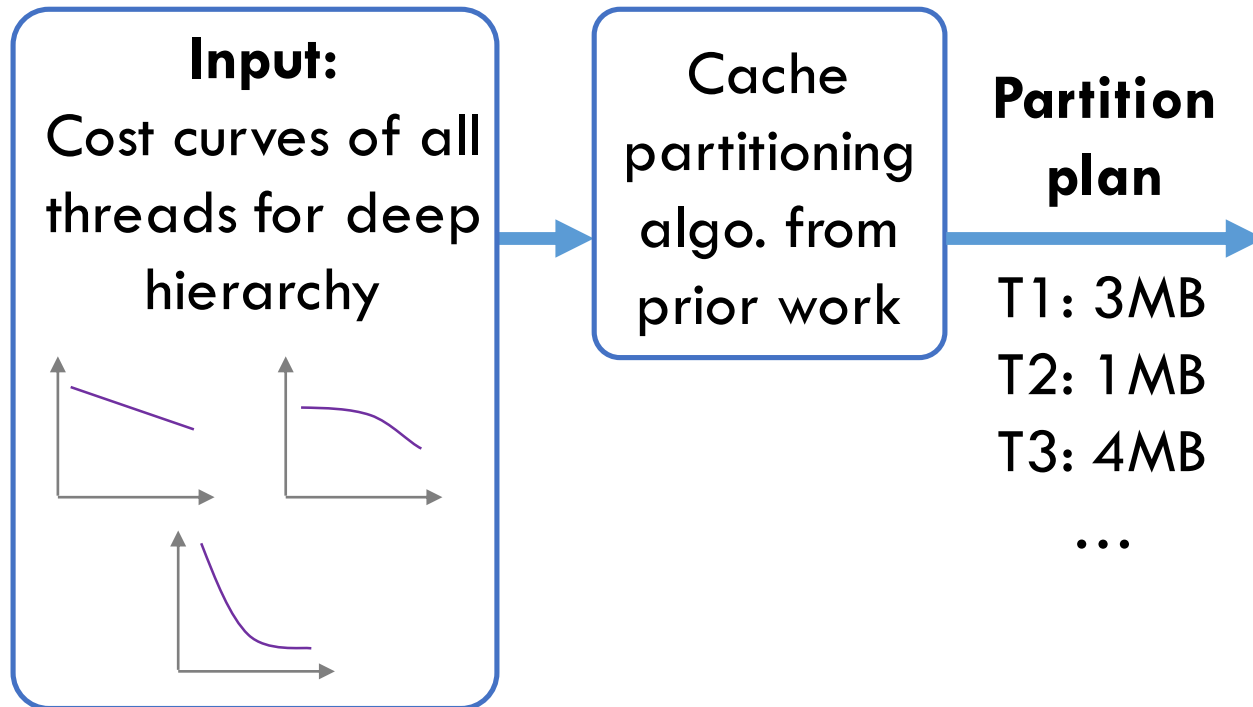 Input:
Cost curves of all
threads for deep
hierarchy
Cache
partitioning
algo. from
prior work
Partition
plan
T1: 3MB
T2: 1MB
T3: 4MB
...